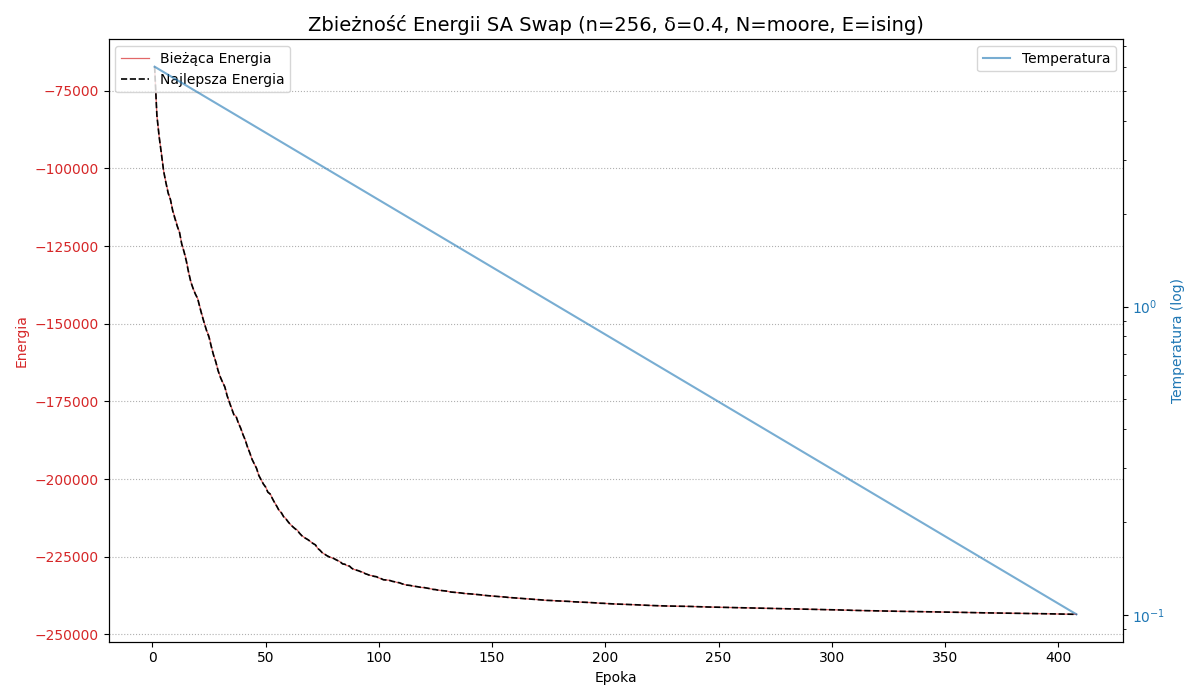 Zbieżność Energii SA Swap (n=256, δ=0.4, N=moore, E=ising)
Bieżąca Energia
Najlepsza Energia
Temperatura
−75000
−100000
−125000
−150000
−175000
−200000
−225000
−250000
Energia
10⁰
10⁻¹
Temperatura (log)
0 50 100 150 200 250 300 350 400
Epoka